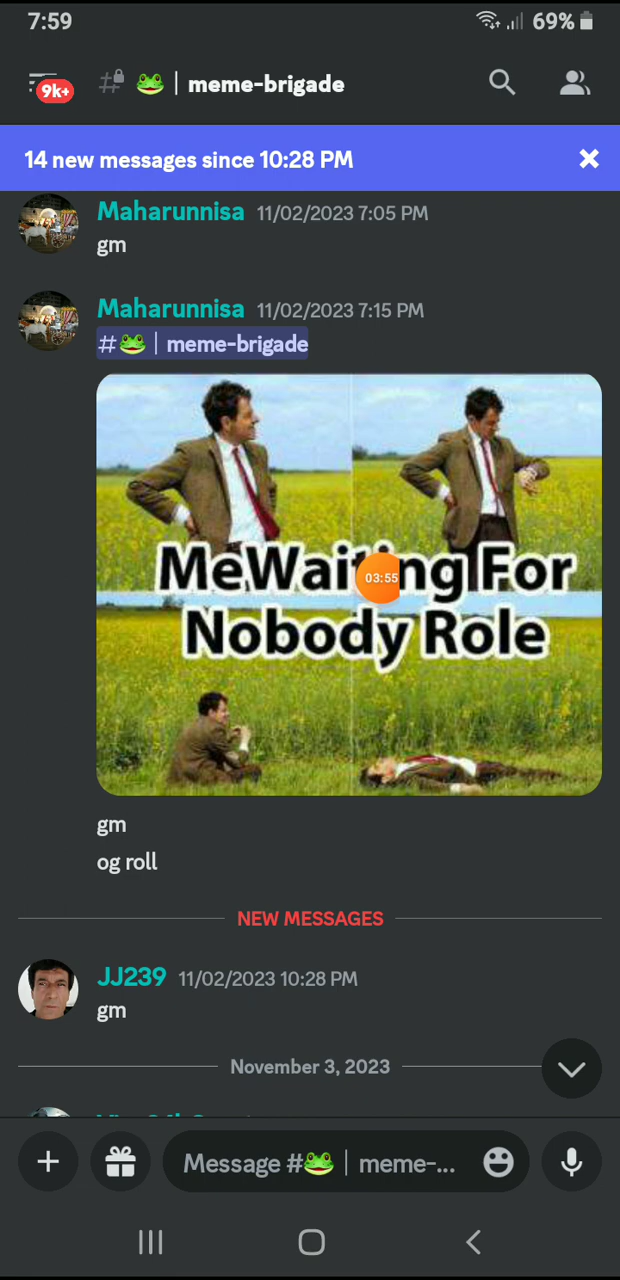 7:59 69%
9k+ # 🐸 | meme-brigade
14 new messages since 10:28 PM
Maharunnisa 11/02/2023 7:05 PM
gm
Maharunnisa 11/02/2023 7:15 PM
#🐸 | meme-brigade
MeWaiting For
03:55
Nobody Role
gm
og roll
NEW MESSAGES
JJ239 11/02/2023 10:28 PM
gm
November 3, 2023
Message #🐸 | meme-...